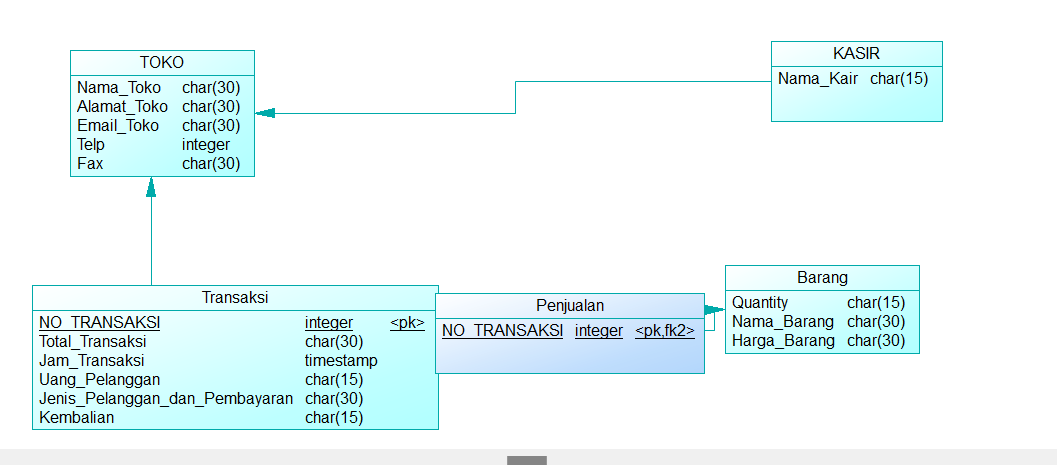 TOKO
Nama_Toko char(30)
Alamat_Toko char(30)
Email_Toko char(30)
Telp integer
Fax char(30)
KASIR
Nama_Kair char(15)
Transaksi
NO_TRANSAKSI integer <pk>
Total_Transaksi char(30)
Jam_Transaksi timestamp
Uang_Pelanggan char(15)
Jenis_Pelanggan_dan_Pembayaran char(30)
Kembalian char(15)
Penjualan
NO_TRANSAKSI integer <pk,fk2>
Barang
Quantity char(15)
Nama_Barang char(30)
Harga_Barang char(30)